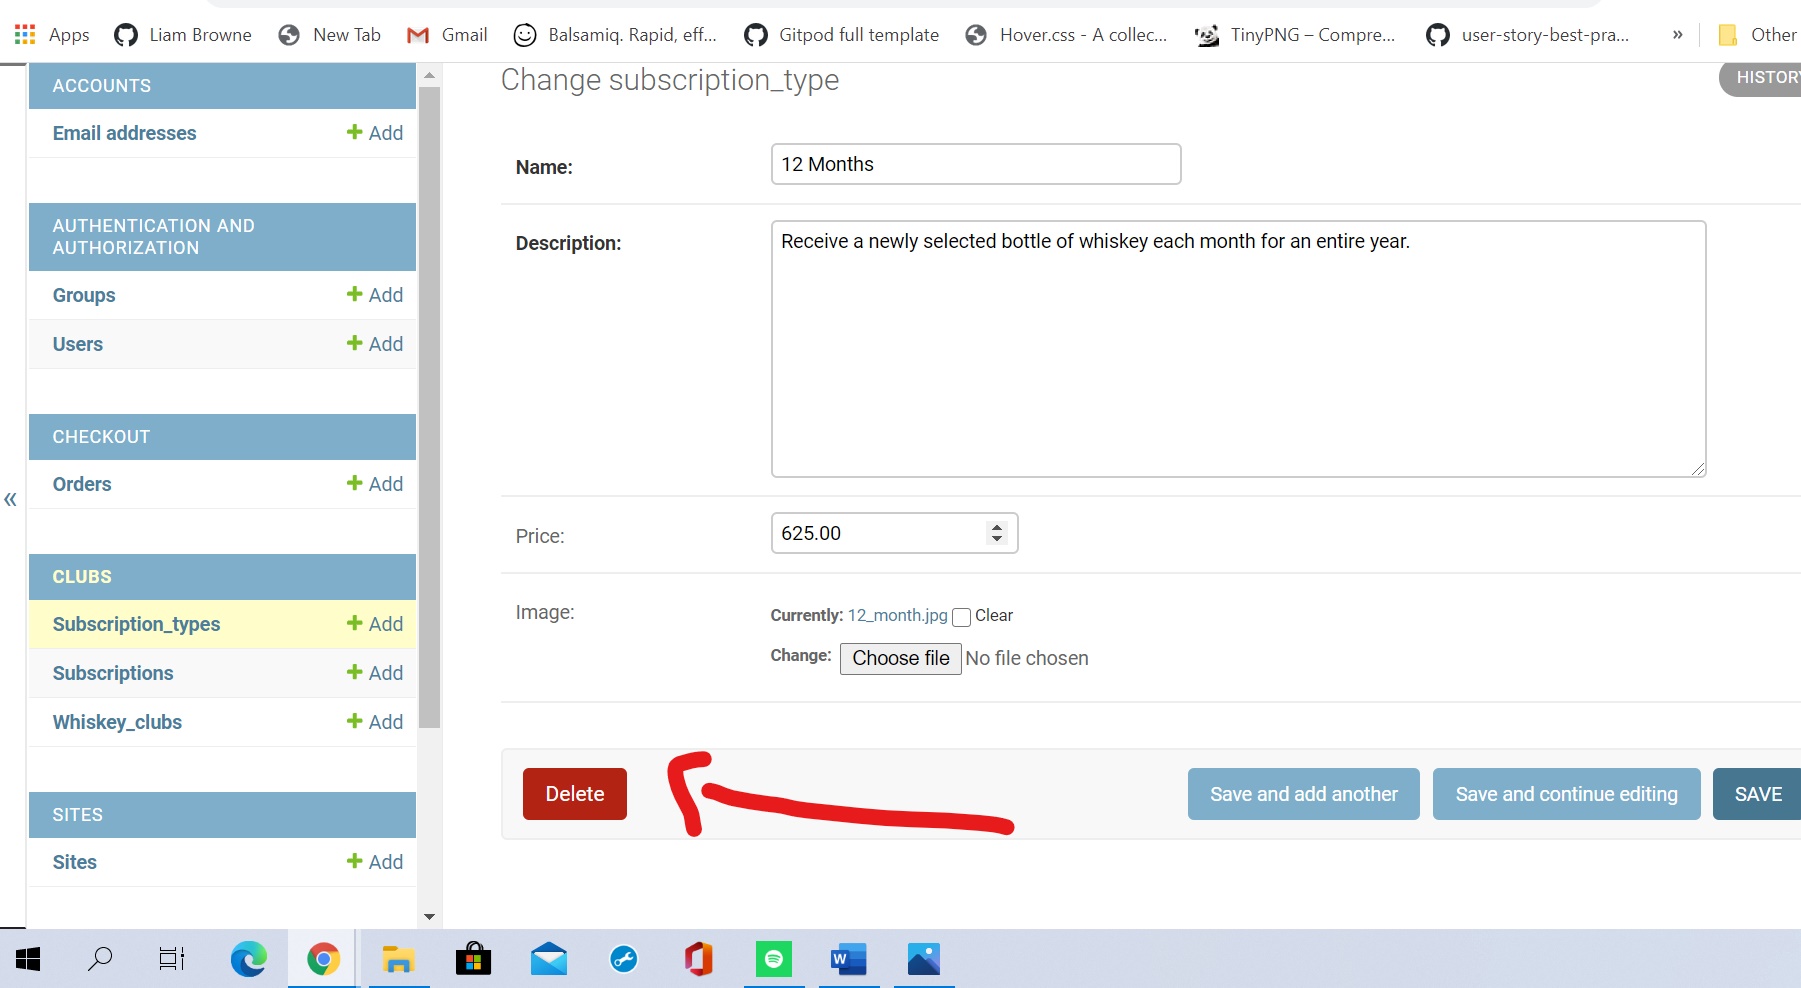 Apps Liam Browne New Tab Gmail Balsamiq. Rapid, eff... Gitpod full template Hover.css - A collec... TinyPNG – Compre... user-story-best-pra... » Other
ACCOUNTS
Email addresses + Add
AUTHENTICATION AND
AUTHORIZATION
Groups + Add
Users + Add
CHECKOUT
Orders + Add
«
CLUBS
Subscription_types + Add
Subscriptions + Add
Whiskey_clubs + Add
SITES
Sites + Add
Change subscription_type
HISTORY
Name: 12 Months
Description: Receive a newly selected bottle of whiskey each month for an entire year.
Price: 625.00
Image: Currently: 12_month.jpg Clear
Change: Choose file No file chosen
Delete Save and add another Save and continue editing SAVE
W